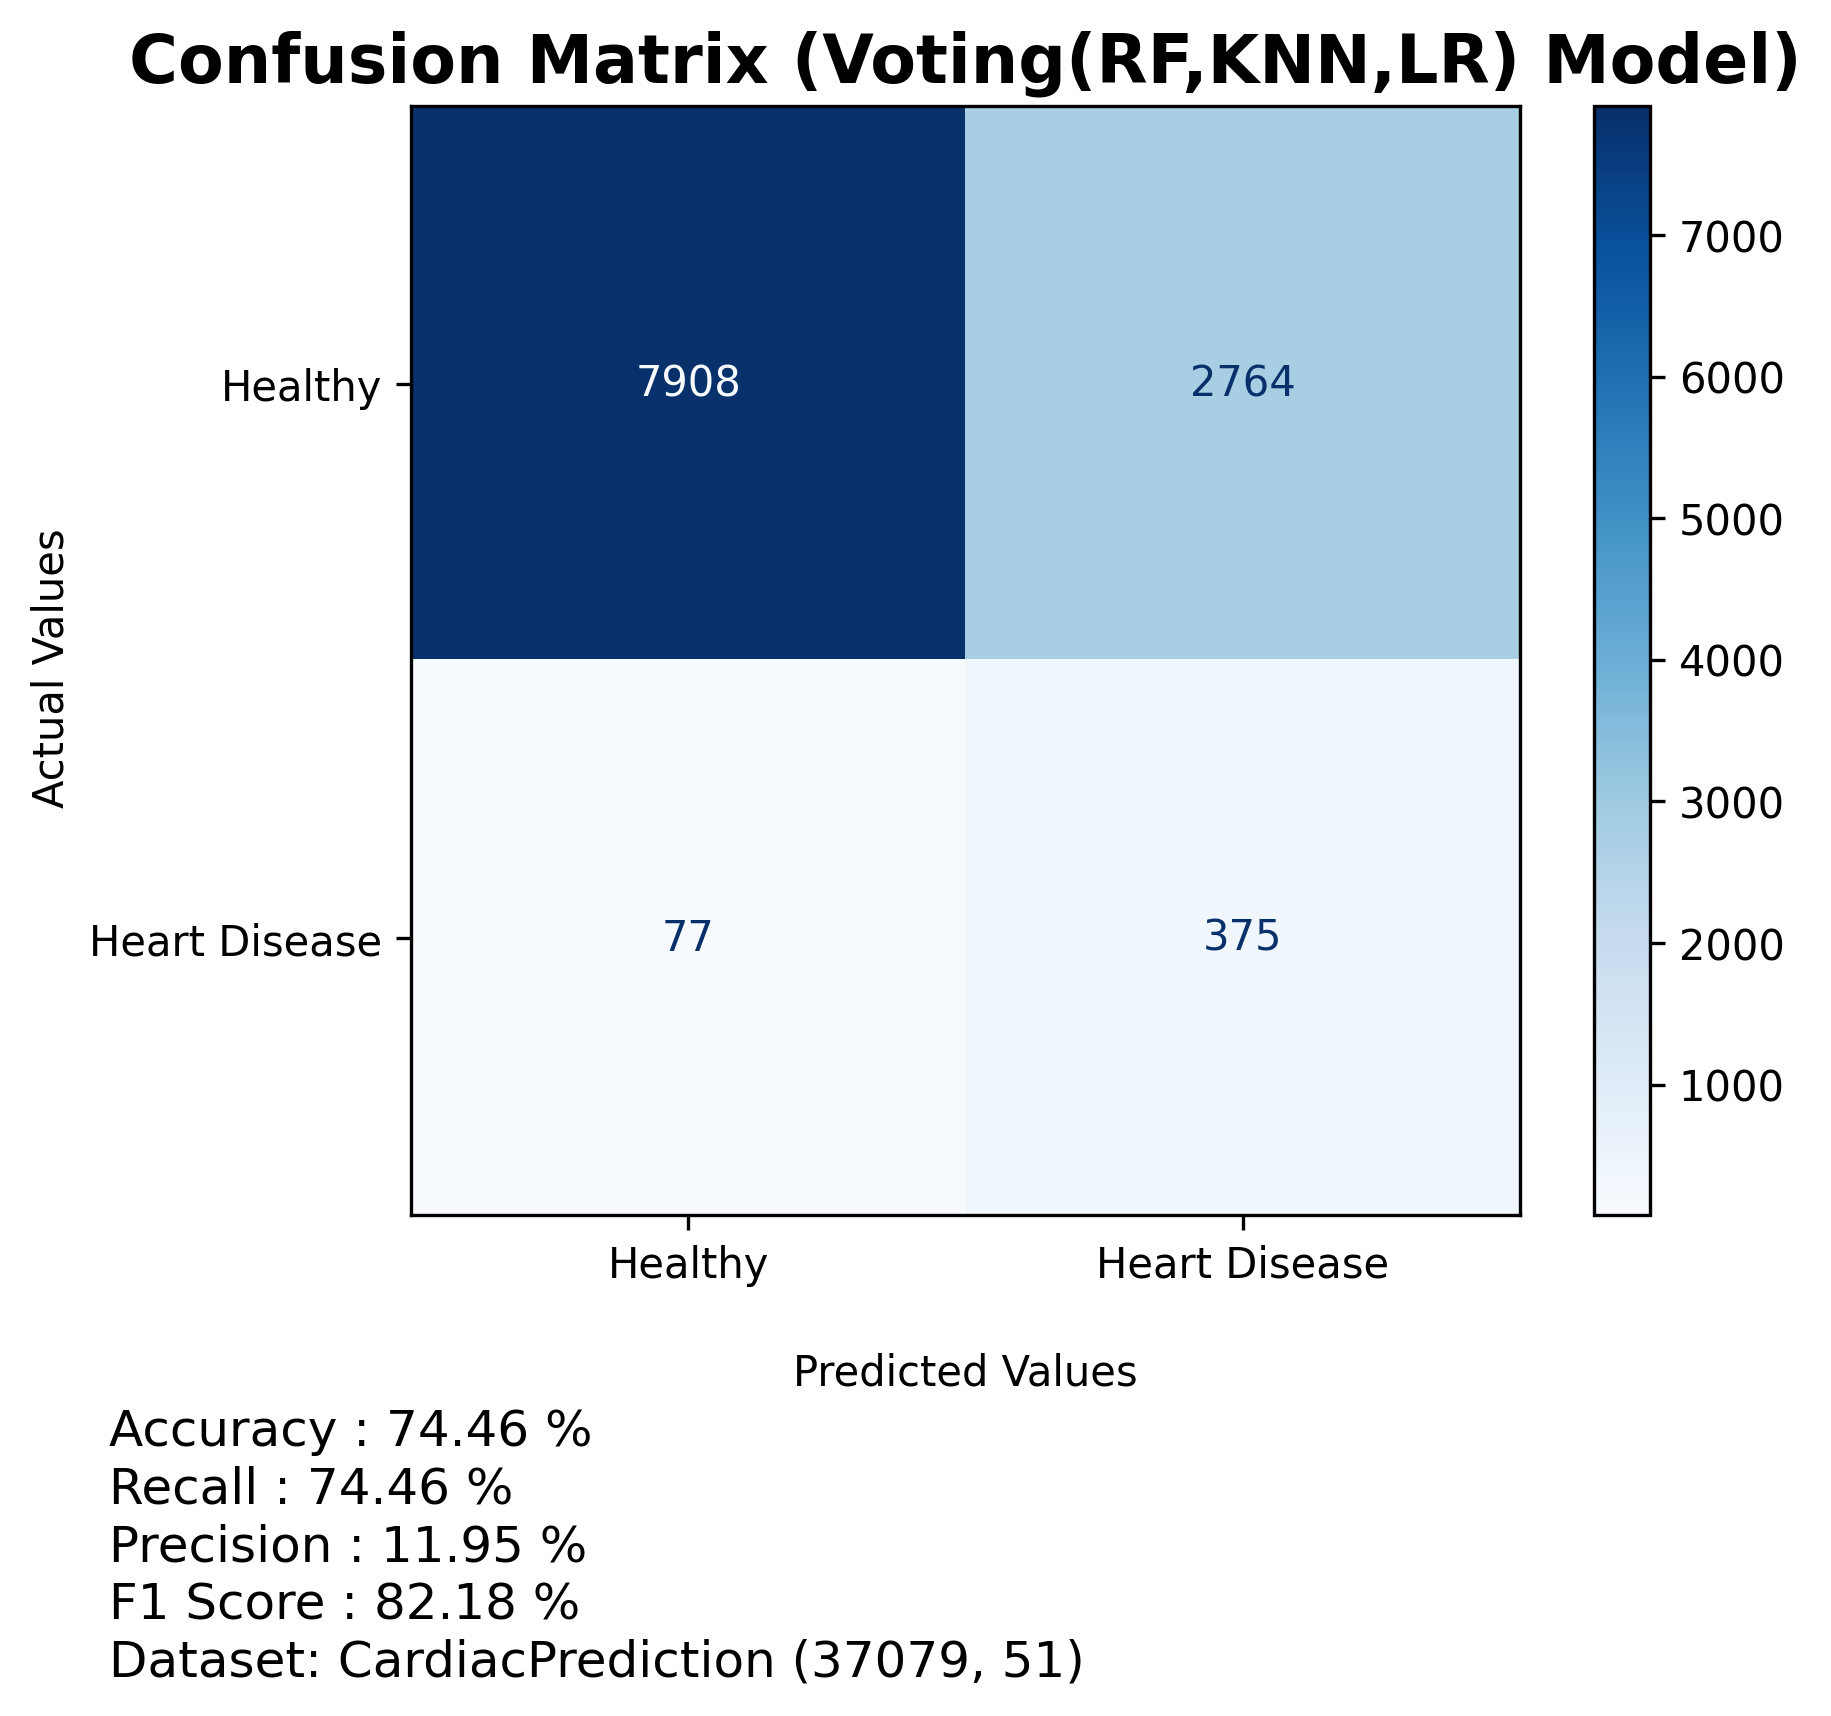 Confusion Matrix (Voting(RF,KNN,LR) Model)
Actual Values
Healthy
7908
2764
Heart Disease
77
375
Healthy
Heart Disease
Predicted Values
7000
6000
5000
4000
3000
2000
1000
Accuracy : 74.46 %
Recall : 74.46 %
Precision : 11.95 %
F1 Score : 82.18 %
Dataset: CardiacPrediction (37079, 51)